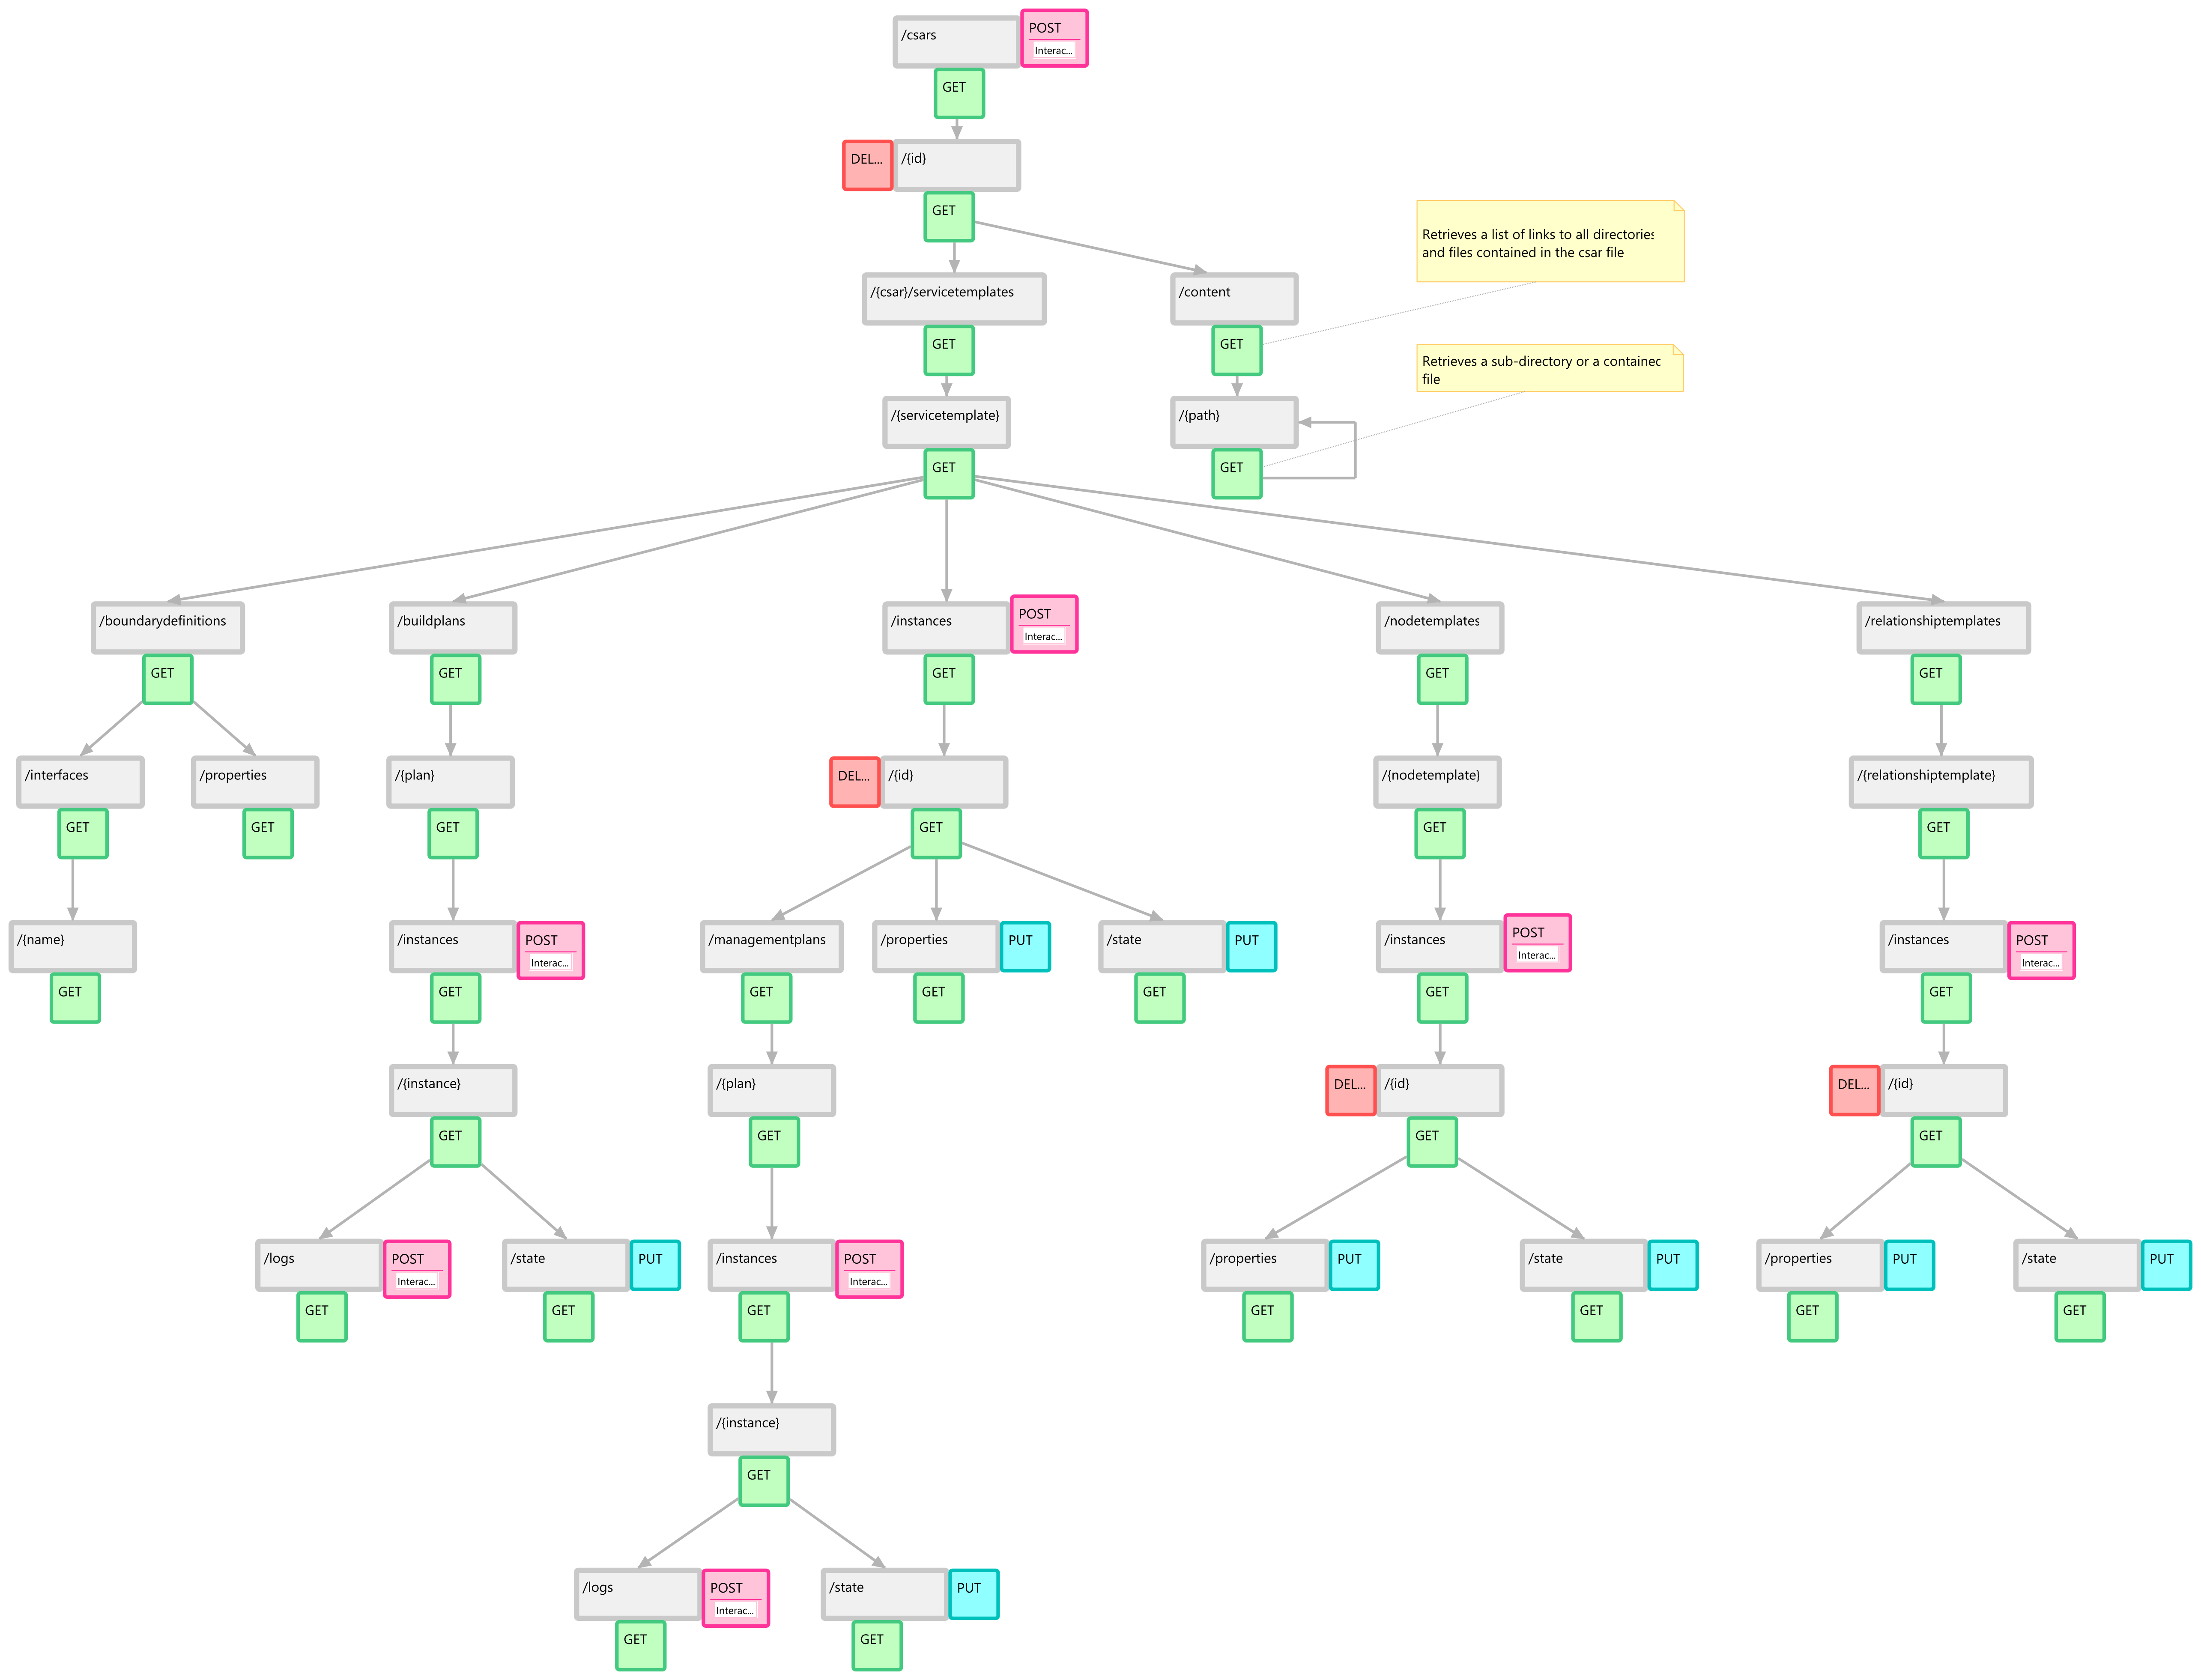 /csars
POST
Interac...
GET
DEL...
/{id}
GET
Retrieves a list of links to all directories
and files contained in the csar file
/{csar}/servicetemplates
/content
GET
GET
Retrieves a sub-directory or a contained
file
/{servicetemplate}
/{path}
GET
GET
/boundarydefinitions
/buildplans
/instances
POST
Interac...
/nodetemplates
/relationshiptemplates
GET
GET
GET
GET
GET
/interfaces
/properties
/{plan}
DEL...
/{id}
/{nodetemplate}
/{relationshiptemplate}
GET
GET
GET
GET
GET
GET
/{name}
/instances
POST
Interac...
/managementplans
/properties
PUT
/state
PUT
/instances
POST
Interac...
/instances
POST
Interac...
GET
GET
GET
GET
GET
GET
GET
/{instance}
/{plan}
DEL...
/{id}
DEL...
/{id}
GET
GET
GET
GET
/logs
POST
Interac...
/state
PUT
/instances
POST
Interac...
/properties
PUT
/state
PUT
/properties
PUT
/state
PUT
GET
GET
GET
GET
GET
GET
GET
/{instance}
GET
/logs
POST
Interac...
/state
PUT
GET
GET